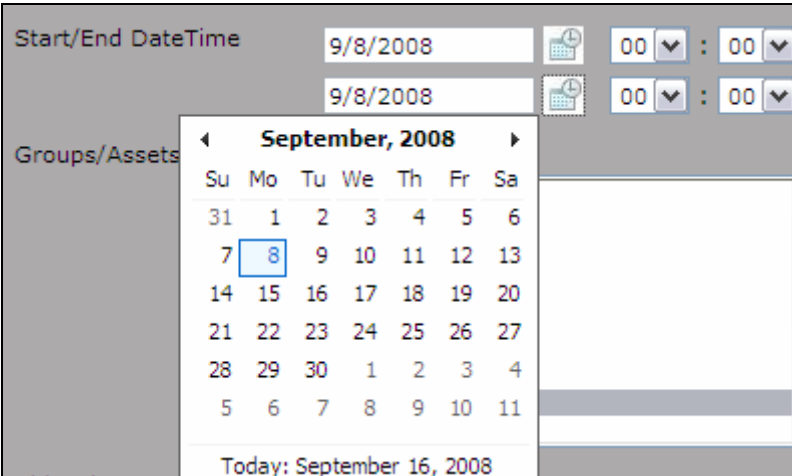 Start/End DateTime 9/8/2008 00 : 00
9/8/2008 00 : 00
Groups/Assets
September, 2008
Su Mo Tu We Th Fr Sa
31 1 2 3 4 5 6
7 8 9 10 11 12 13
14 15 16 17 18 19 20
21 22 23 24 25 26 27
28 29 30 1 2 3 4
5 6 7 8 9 10 11
Today: September 16, 2008